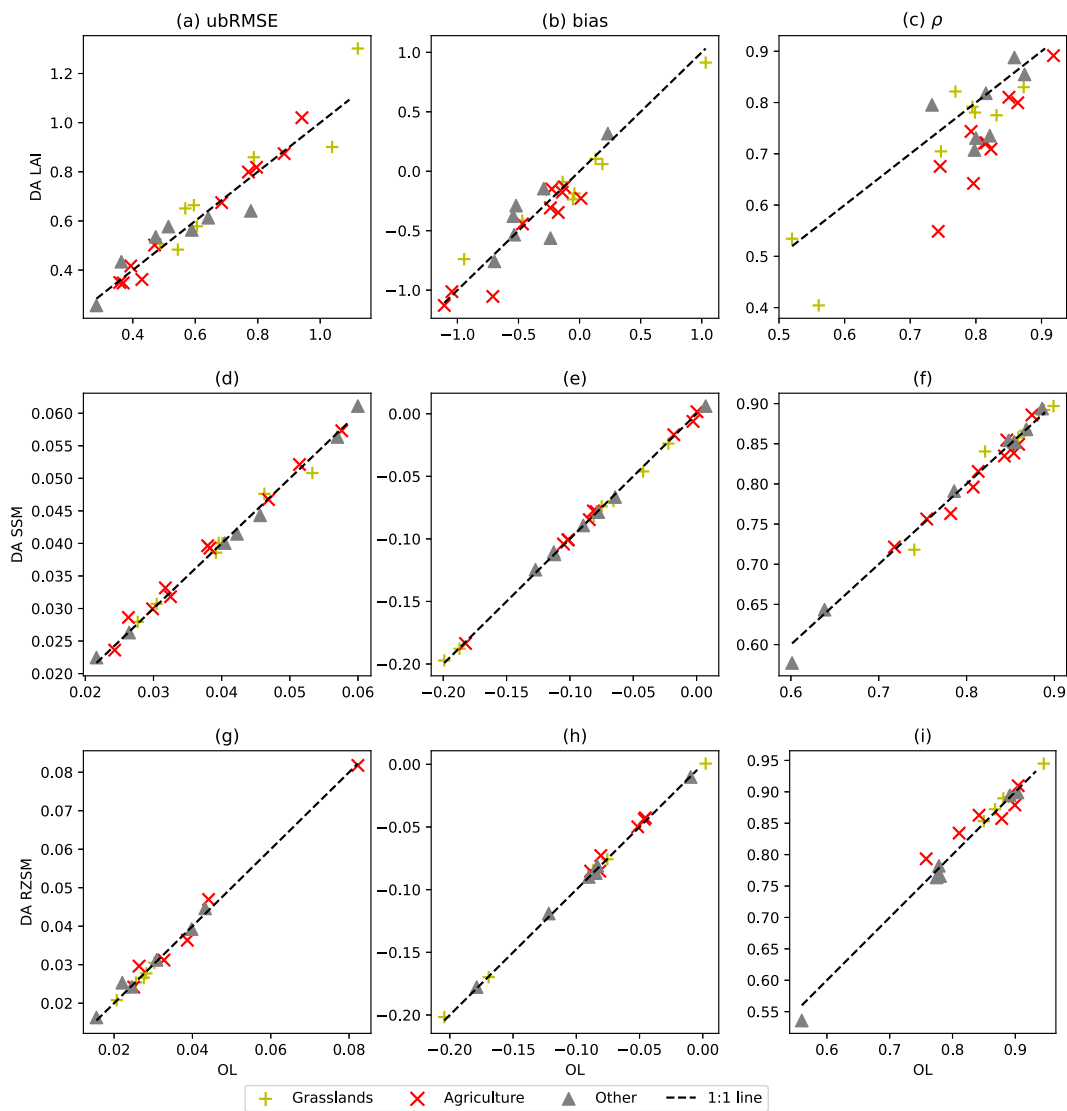 (a) ubRMSE
(b) bias
(c) ρ
DA LAI
1.2
1.0
0.8
0.6
0.4
0.4 0.6 0.8 1.0
1.0
0.5
0.0
−0.5
−1.0
−1.0 −0.5 0.0 0.5 1.0
0.9
0.8
0.7
0.6
0.5
0.4
0.5 0.6 0.7 0.8 0.9
(d)
(e)
(f)
DA SSM
0.060
0.055
0.050
0.045
0.040
0.035
0.030
0.025
0.020
0.02 0.03 0.04 0.05 0.06
0.00
−0.05
−0.10
−0.15
−0.20
−0.20 −0.15 −0.10 −0.05 0.00
0.90
0.85
0.80
0.75
0.70
0.65
0.60
0.6 0.7 0.8 0.9
(g)
(h)
(i)
DA RZSM
0.08
0.07
0.06
0.05
0.04
0.03
0.02
0.02 0.04 0.06 0.08
OL
0.00
−0.05
−0.10
−0.15
−0.20
−0.20 −0.15 −0.10 −0.05 0.00
OL
0.95
0.90
0.85
0.80
0.75
0.70
0.65
0.60
0.55
0.6 0.7 0.8 0.9
OL
Grasslands Agriculture Other 1:1 line